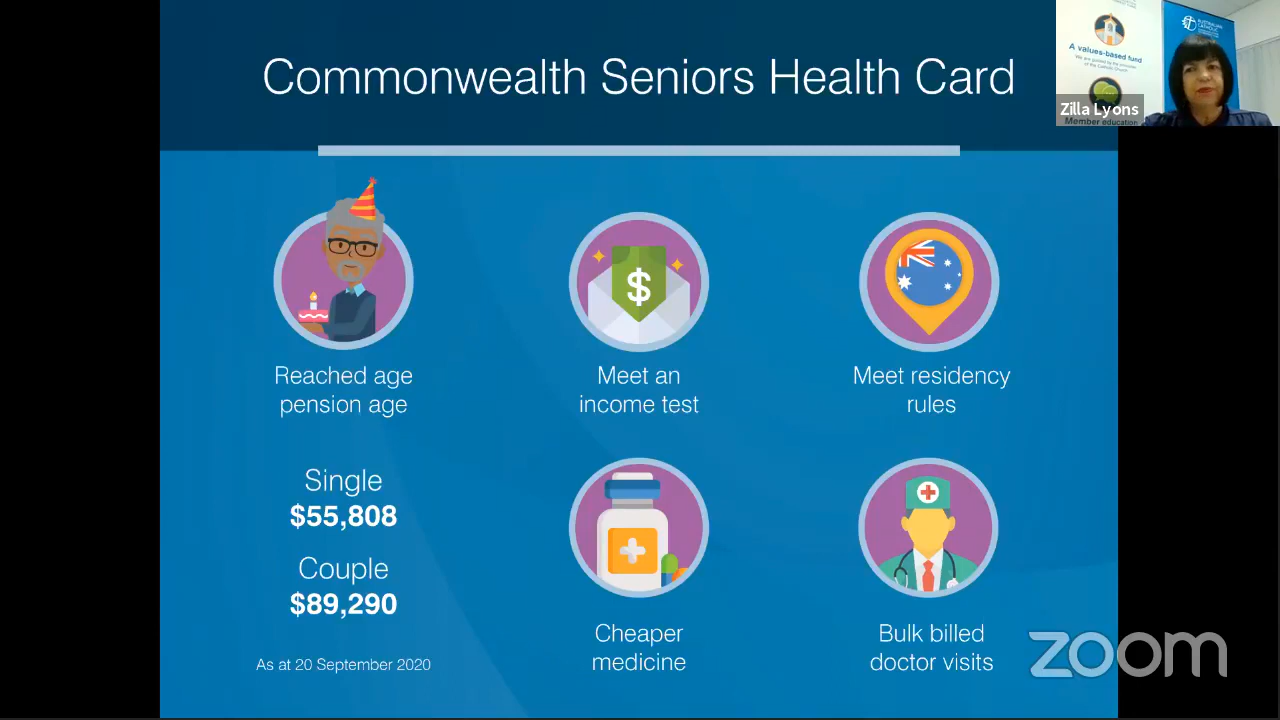 Commonwealth Seniors Health Card
A values-based fund
AUSTRALIAN
CATHOLIC
Zilla Lyons
Member education
Reached age
pension age
Meet an
income test
Meet residency
rules
$
Single
$55,808
Couple
$89,290
As at 20 September 2020
Cheaper
medicine
Bulk billed
doctor visits
zoom